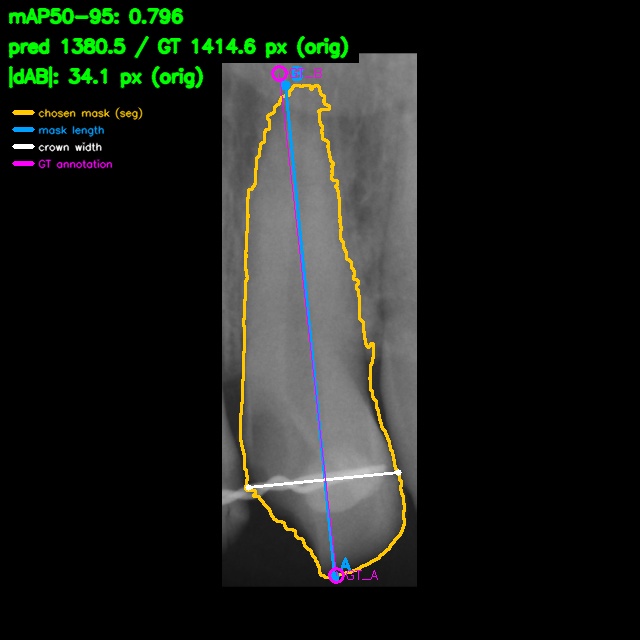 mAP50-95: 0.796
pred 1380.5 / GT 1414.6 px (orig)
|dAB|: 34.1 px (orig)
chosen mask (seg)
mask length
crown width
GT annotation
A
GT_A